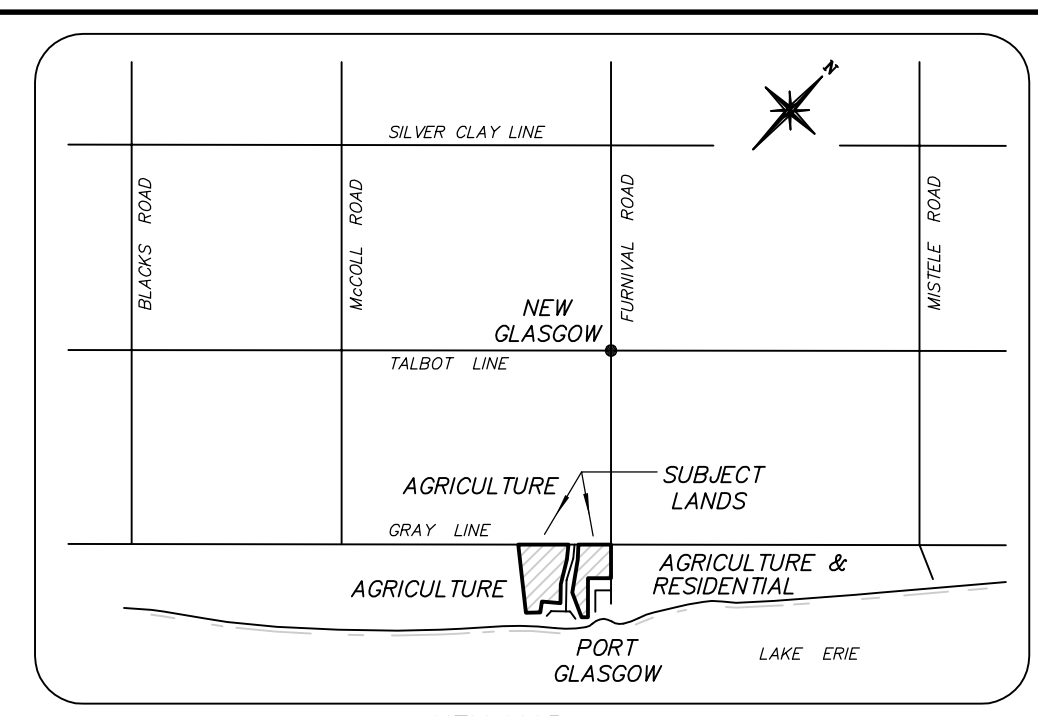 N
SILVER CLAY LINE
BLACKS ROAD
McCOLL ROAD
FURNIVAL ROAD
MISTELE ROAD
NEW
GLASGOW
TALBOT LINE
AGRICULTURE
SUBJECT
LANDS
GRAY LINE
AGRICULTURE
AGRICULTURE &
RESIDENTIAL
PORT
GLASGOW
LAKE ERIE